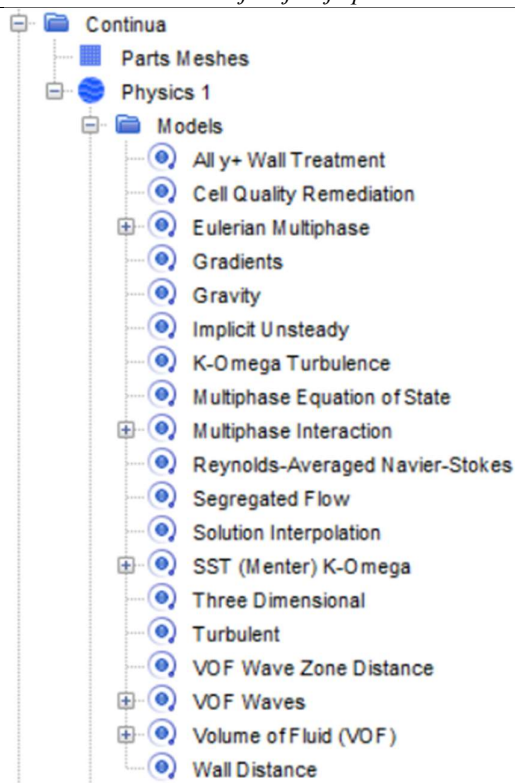 Continua
Parts Meshes
Physics 1
Models
All y+ Wall Treatment
Cell Quality Remediation
Eulerian Multiphase
Gradients
Gravity
Implicit Unsteady
K-Omega Turbulence
Multiphase Equation of State
Multiphase Interaction
Reynolds-Averaged Navier-Stokes
Segregated Flow
Solution Interpolation
SST (Menter) K-Omega
Three Dimensional
Turbulent
VOF Wave Zone Distance
VOF Waves
Volume of Fluid (VOF)
Wall Distance